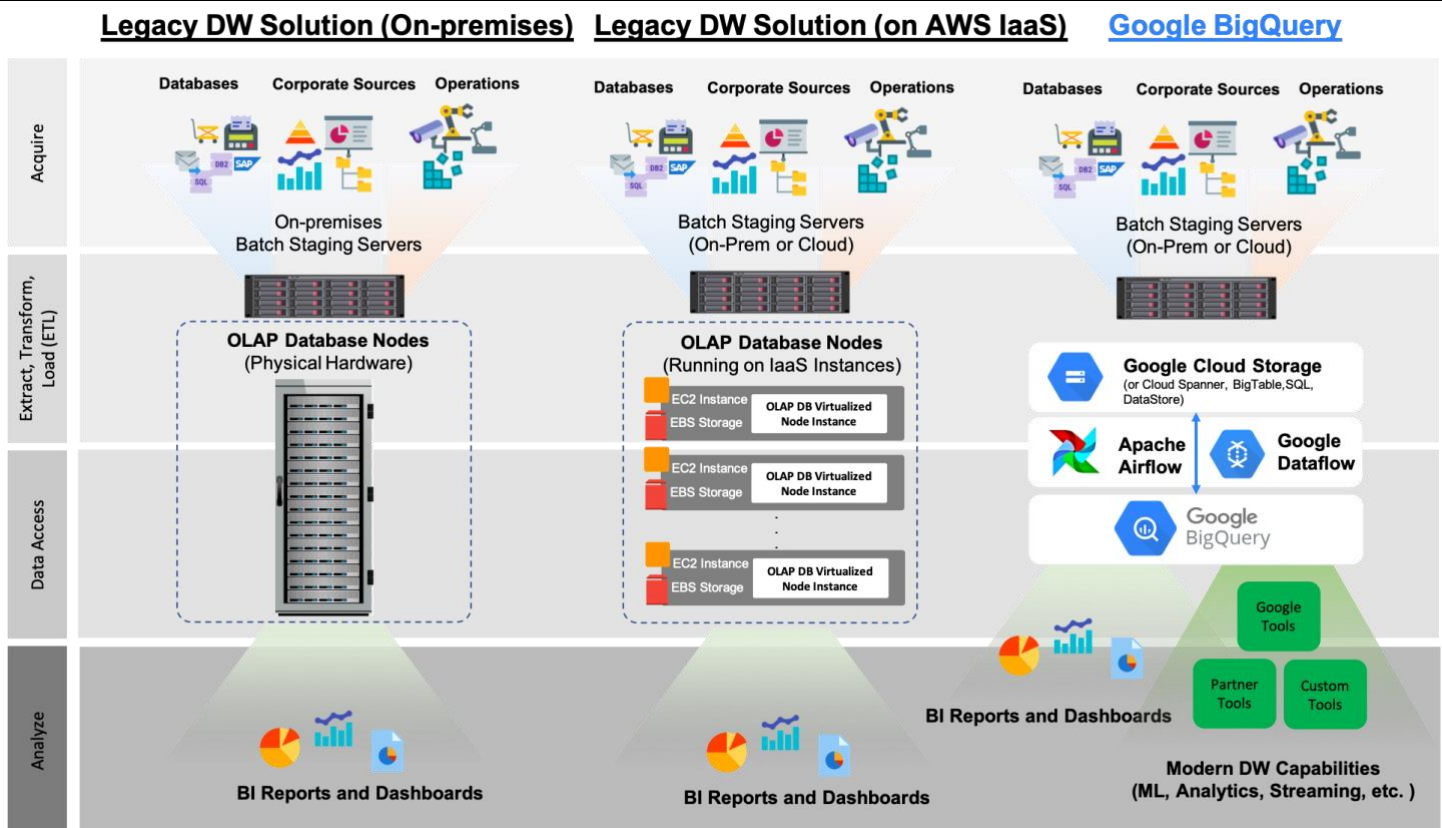 Legacy DW Solution (On-premises)
Legacy DW Solution (on AWS IaaS)
Google BigQuery
Acquire
Databases
Corporate Sources
Operations
DB2
SAP
SQL
On-premises
Batch Staging Servers
Databases
Corporate Sources
Operations
DB2
SAP
SQL
Batch Staging Servers
(On-Prem or Cloud)
Databases
Corporate Sources
Operations
DB2
SAP
SQL
Batch Staging Servers
(On-Prem or Cloud)
Extract, Transform,
Load (ETL)
OLAP Database Nodes
(Physical Hardware)
OLAP Database Nodes
(Running on IaaS Instances)
EC2 Instance
EBS Storage
OLAP DB Virtualized
Node Instance
EC2 Instance
EBS Storage
OLAP DB Virtualized
Node Instance
EC2 Instance
EBS Storage
OLAP DB Virtualized
Node Instance
Google Cloud Storage
(or Cloud Spanner, BigTable,SQL,
DataStore)
Apache
Airflow
Google
Dataflow
Google
BigQuery
Data Access
Google
Tools
Partner
Tools
Custom
Tools
Analyze
BI Reports and Dashboards
BI Reports and Dashboards
BI Reports and Dashboards
Modern DW Capabilities
(ML, Analytics, Streaming, etc. )